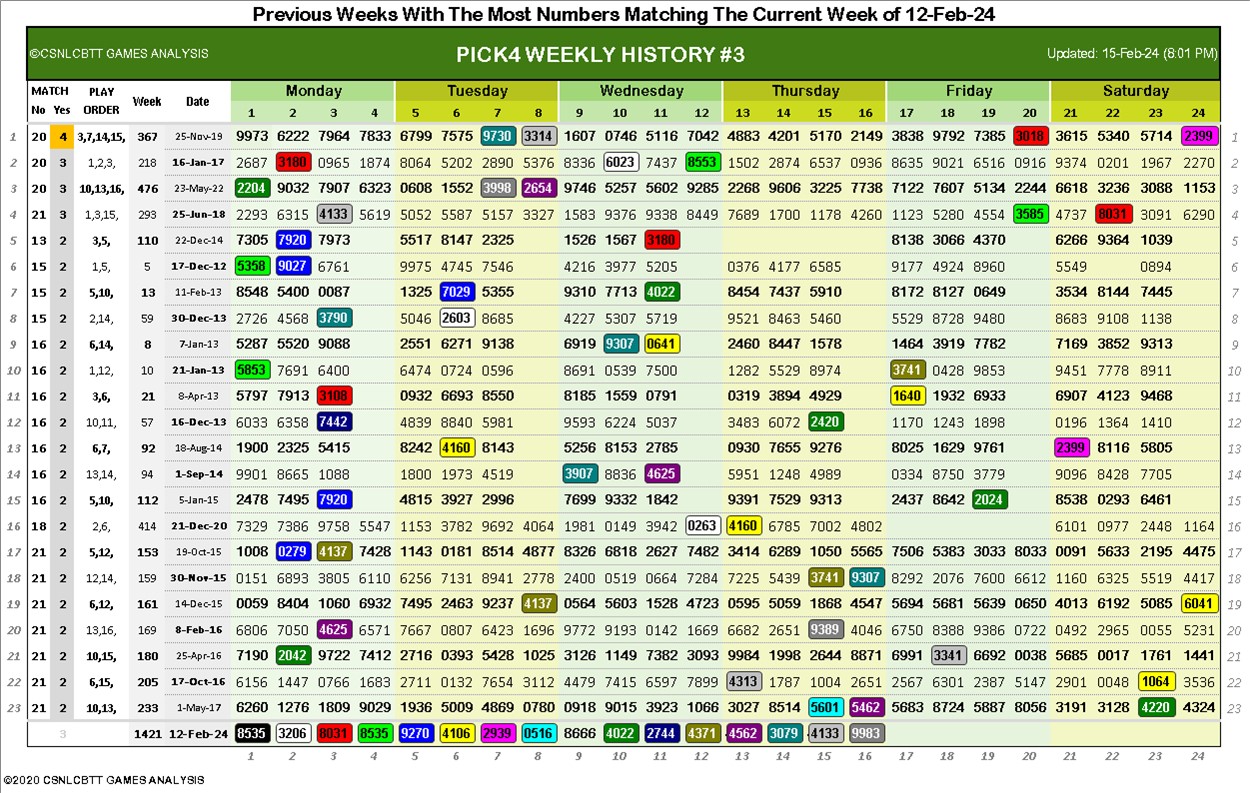 Previous Weeks With The Most Numbers Matching The Current Week of 12-Feb-24
©CSNLCBTT GAMES ANALYSIS PICK4 WEEKLY HISTORY #3 Updated: 15-Feb-24 (8:01 PM)
MATCH PLAY Week Date Monday Tuesday Wednesday Thursday Friday Saturday
No Yes ORDER 1 2 3 4 5 6 7 8 9 10 11 12 13 14 15 16 17 18 19 20 21 22 23 24
1 20 4 3,7,14,15, 367 25-Nov-19 9973 6222 7964 7833 6799 7575 9730 3314 1607 0746 5116 7042 4883 4201 5170 2149 3838 9792 7385 3018 3615 5340 5714 2399 1
2 20 3 1,2,3, 218 16-Jan-17 2687 3180 0965 1874 8064 5202 2890 5376 8336 6023 7437 8553 1502 2874 6537 0936 8635 9021 6516 0916 9374 0201 1967 2270 2
3 20 3 10,13,16, 476 23-May-22 2204 9032 7907 6323 0608 1552 3998 2654 9746 5257 5602 9285 2268 9606 3225 7738 7122 7607 5134 2244 6618 3236 3088 1153 3
4 21 3 1,3,15, 293 25-Jun-18 2293 6315 4133 5619 5052 5587 5157 3327 1583 9376 9338 8449 7689 1700 1178 4260 1123 5280 4554 3585 4737 8031 3091 6290 4
5 13 2 3,5, 110 22-Dec-14 7305 7920 7973 5517 8147 2325 1526 1567 3180 8138 3066 4370 6266 9364 1039 5
6 15 2 1,5, 5 17-Dec-12 5358 9027 6761 9975 4745 7546 4216 3977 5205 0376 4177 6585 9177 4924 8960 5549 0894 6
7 15 2 5,10, 13 11-Feb-13 8548 5400 0087 1325 7029 5355 9310 7713 4022 8454 7437 5910 8172 8127 0649 3534 8144 7445 7
8 15 2 2,14, 59 30-Dec-13 2726 4568 3790 5046 2603 8685 4227 5307 5719 9521 8463 5460 5529 8728 9480 8683 9108 1138 8
9 16 2 6,14, 8 7-Jan-13 5287 5520 9088 2551 6271 9138 6919 9307 0641 2460 8447 1578 1464 3919 7782 7169 3852 9313 9
10 16 2 1,12, 10 21-Jan-13 5853 7691 6400 6474 0724 0596 8691 0539 7500 1282 5529 8974 3741 0428 9853 9451 7778 8911 10
11 16 2 3,6, 21 8-Apr-13 5797 7913 3108 0932 6693 8550 8185 1559 0791 0319 3894 4929 1640 1932 6933 6907 4123 9468 11
12 16 2 10,11, 57 16-Dec-13 6033 6358 7442 4839 8840 5981 9593 6224 5037 3483 6072 2420 1170 1243 1898 0196 1364 1410 12
13 16 2 6,7, 92 18-Aug-14 1900 2325 5415 8242 4160 8143 5256 8153 2785 0930 7655 9276 8025 1629 9761 2399 8116 5805 13
14 16 2 13,14, 94 1-Sep-14 9901 8665 1088 1800 1973 4519 3907 8836 4625 5951 1248 4989 0334 8750 3779 9096 8428 7705 14
15 16 2 5,10, 112 5-Jan-15 2478 7495 7920 4815 3927 2996 7699 9332 1842 9391 7529 9313 2437 8642 2024 8538 0293 6461 15
16 18 2 2,6, 414 21-Dec-20 7329 7386 9758 5547 1153 3782 9692 4064 1981 0149 3942 0263 4160 6785 7002 4802 6101 0977 2448 1164 16
17 21 2 5,12, 153 19-Oct-15 1008 0279 4137 7428 1143 0181 8514 4877 8326 6818 2627 7482 3414 6289 1050 5565 7506 5383 3033 8033 0091 5633 2195 4475 17
18 21 2 12,14, 159 30-Nov-15 0151 6893 3805 6110 6256 7131 8941 2778 2400 0519 0664 7284 7225 5439 3741 9307 8292 2076 7600 6612 1160 6325 5519 4417 18
19 21 2 6,12, 161 14-Dec-15 0059 8404 1060 6932 7495 2463 9237 4137 0564 5603 1528 4723 0595 5059 1868 4547 5694 5681 5639 0650 4013 6192 5085 6041 19
20 21 2 13,16, 169 8-Feb-16 6806 7050 4625 6571 7667 0807 6423 1696 9772 9193 0142 1669 6682 2651 9389 4046 6750 8388 9386 0722 0492 2965 0055 5231 20
21 21 2 10,15, 180 25-Apr-16 7190 2042 9722 7412 2716 0393 5428 1025 3126 1149 7382 3093 9984 1998 2644 8871 6991 3341 6692 0038 5685 0017 1761 1441 21
22 21 2 6,15, 205 17-Oct-16 6156 1447 0766 1683 2711 0132 7654 3112 4479 7415 6597 7899 4313 1787 1004 2651 2567 6301 2387 5147 2901 0048 1064 3536 22
23 21 2 10,13, 233 1-May-17 6260 1276 1809 9029 1936 5009 4869 0780 0918 9015 3923 1066 3027 8514 5601 5462 5683 8724 5887 8056 3191 3128 4220 4324 23
3 1421 12-Feb-24 8535 3206 8031 8535 9270 4106 2939 0516 8666 4022 2744 4371 4562 3079 4133 9983
1 2 3 4 5 6 7 8 9 10 11 12 13 14 15 16 17 18 19 20 21 22 23 24
©2020 CSNLCBTT GAMES ANALYSIS